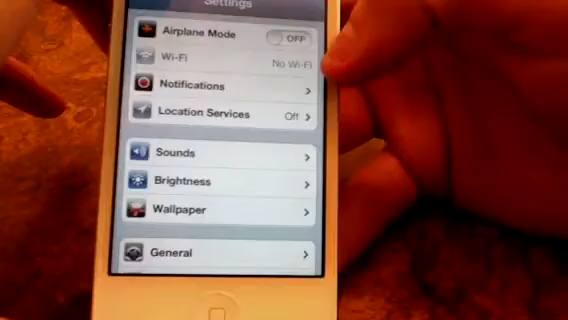 Settings
Airplane Mode OFF
Wi-Fi No Wi-Fi
Notifications
Location Services Off
Sounds
Brightness
Wallpaper
General